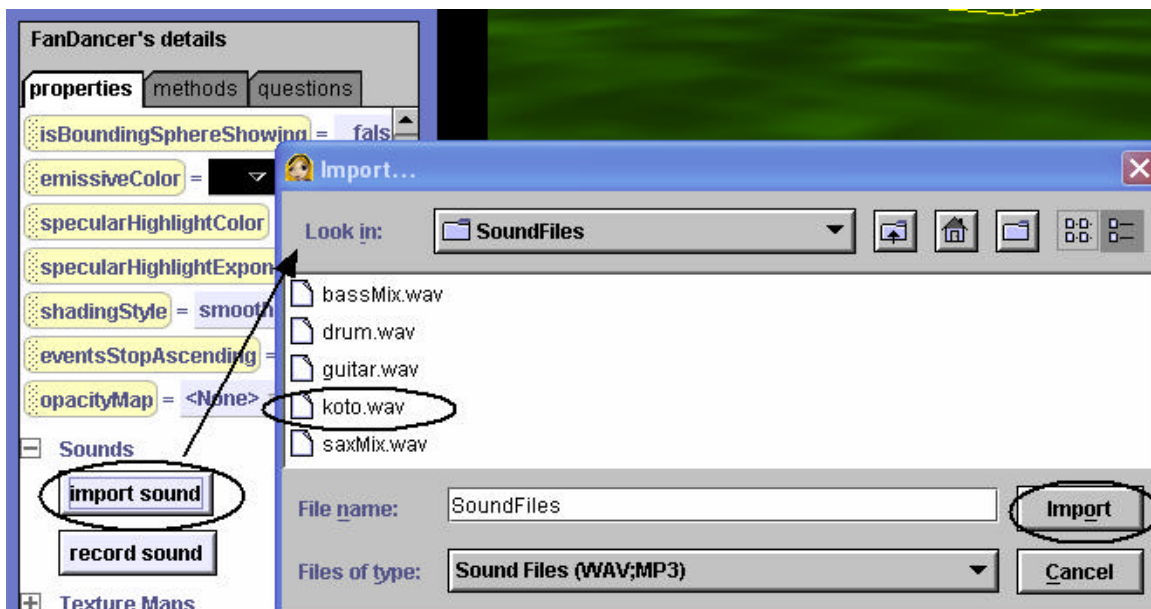 FanDancer's details
properties methods questions
isBoundingSphereShowing = fals
emissiveColor =
specularHighlightColor
specularHighlightExpon
shadingStyle = smooth
eventsStopAscending =
opacityMap = <None>
Sounds
import sound
record sound
Texture Maps
Import...
Look in: SoundFiles
bassMix.wav
drum.wav
guitar.wav
koto.wav
saxMix.wav
File name: SoundFiles Import
Files of type: Sound Files (WAV;MP3) Cancel